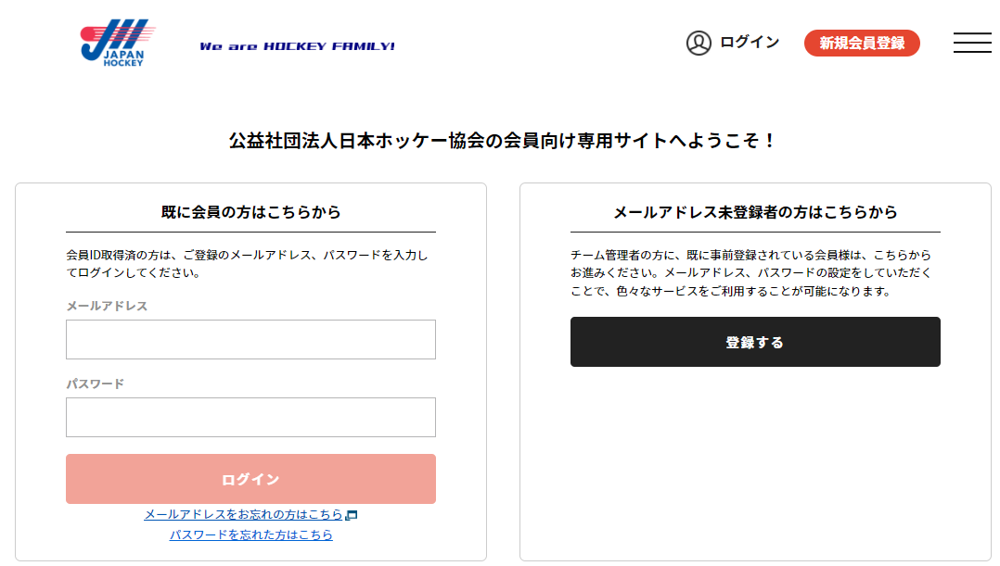 JAPAN
HOCKEY
We are HOCKEY FAMILY!
ログイン
新規会員登録
公益社団法人日本ホッケー協会の会員向け専用サイトへようこそ！
既に会員の方はこちらから
会員ID取得済の方は、ご登録のメールアドレス、パスワードを入力し
てログインしてください。
メールアドレス
パスワード
ログイン
メールアドレスをお忘れの方はこちら
パスワードを忘れた方はこちら
メールアドレス未登録者の方はこちらから
チーム管理者の方に、既に事前登録されている会員様は、こちらから
お進みください。メールアドレス、パスワードの設定をしていただく
ことで、色々なサービスをご利用することが可能になります。
登録する